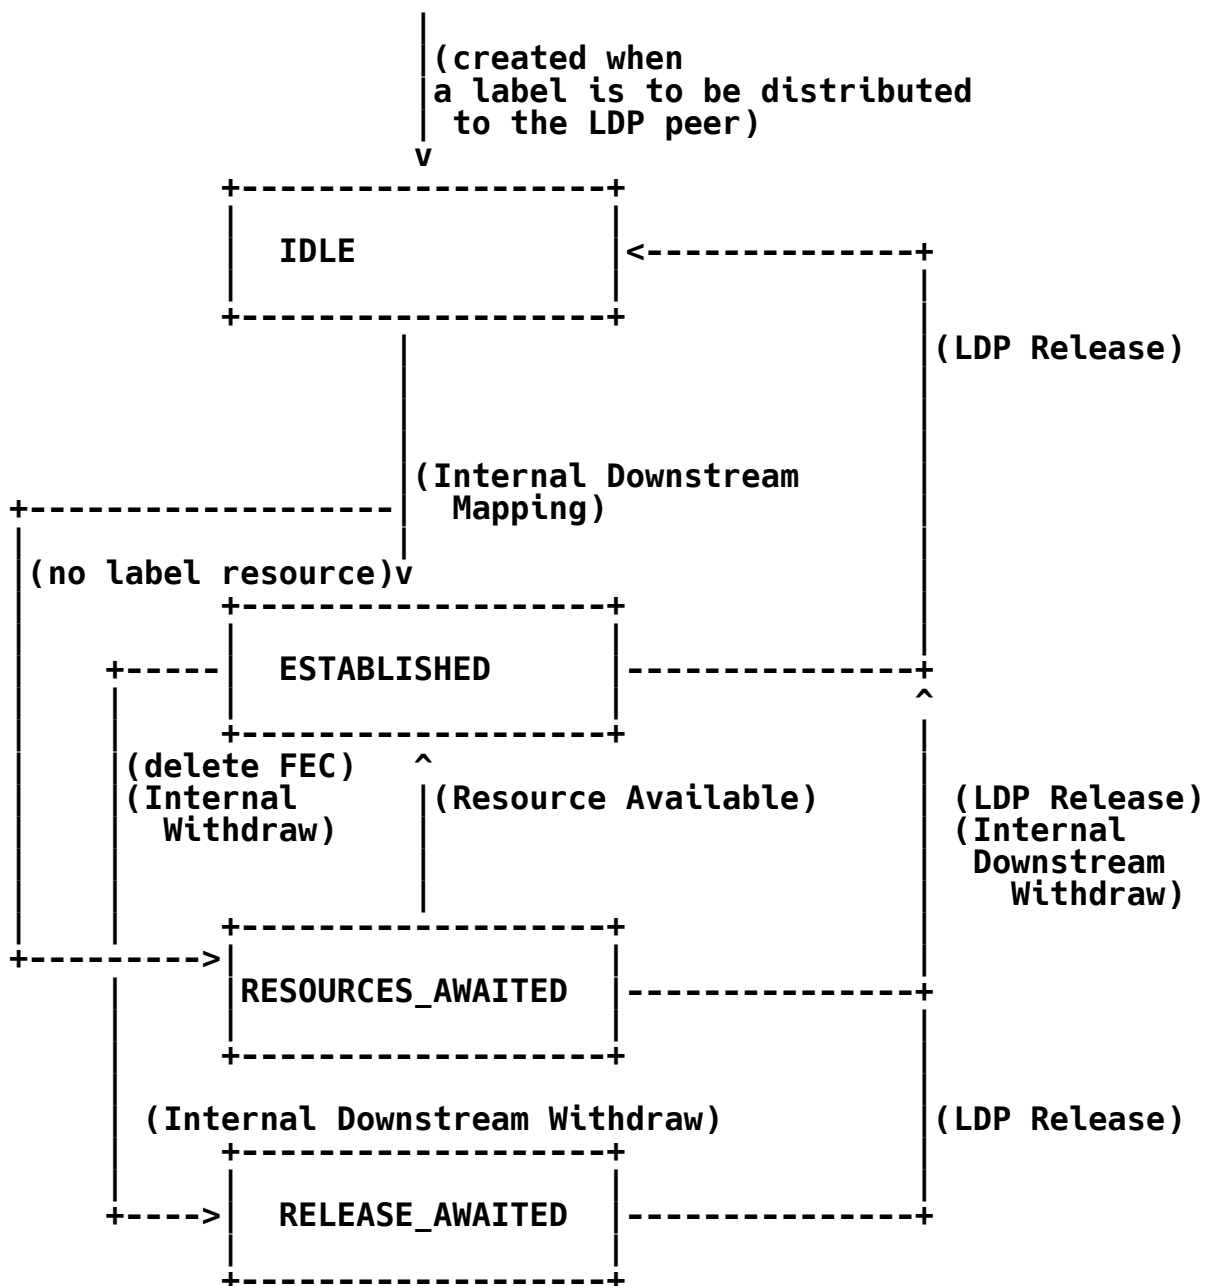 (created when
a label is to be distributed
to the LDP peer)
IDLE
(LDP Release)
(Internal Downstream
Mapping)
(no label resource)
ESTABLISHED
(delete FEC)
(Internal
Withdraw)
(Resource Available)
(LDP Release)
(Internal
Downstream
Withdraw)
RESOURCES_AWAITED
(Internal Downstream Withdraw)
(LDP Release)
RELEASE_AWAITED